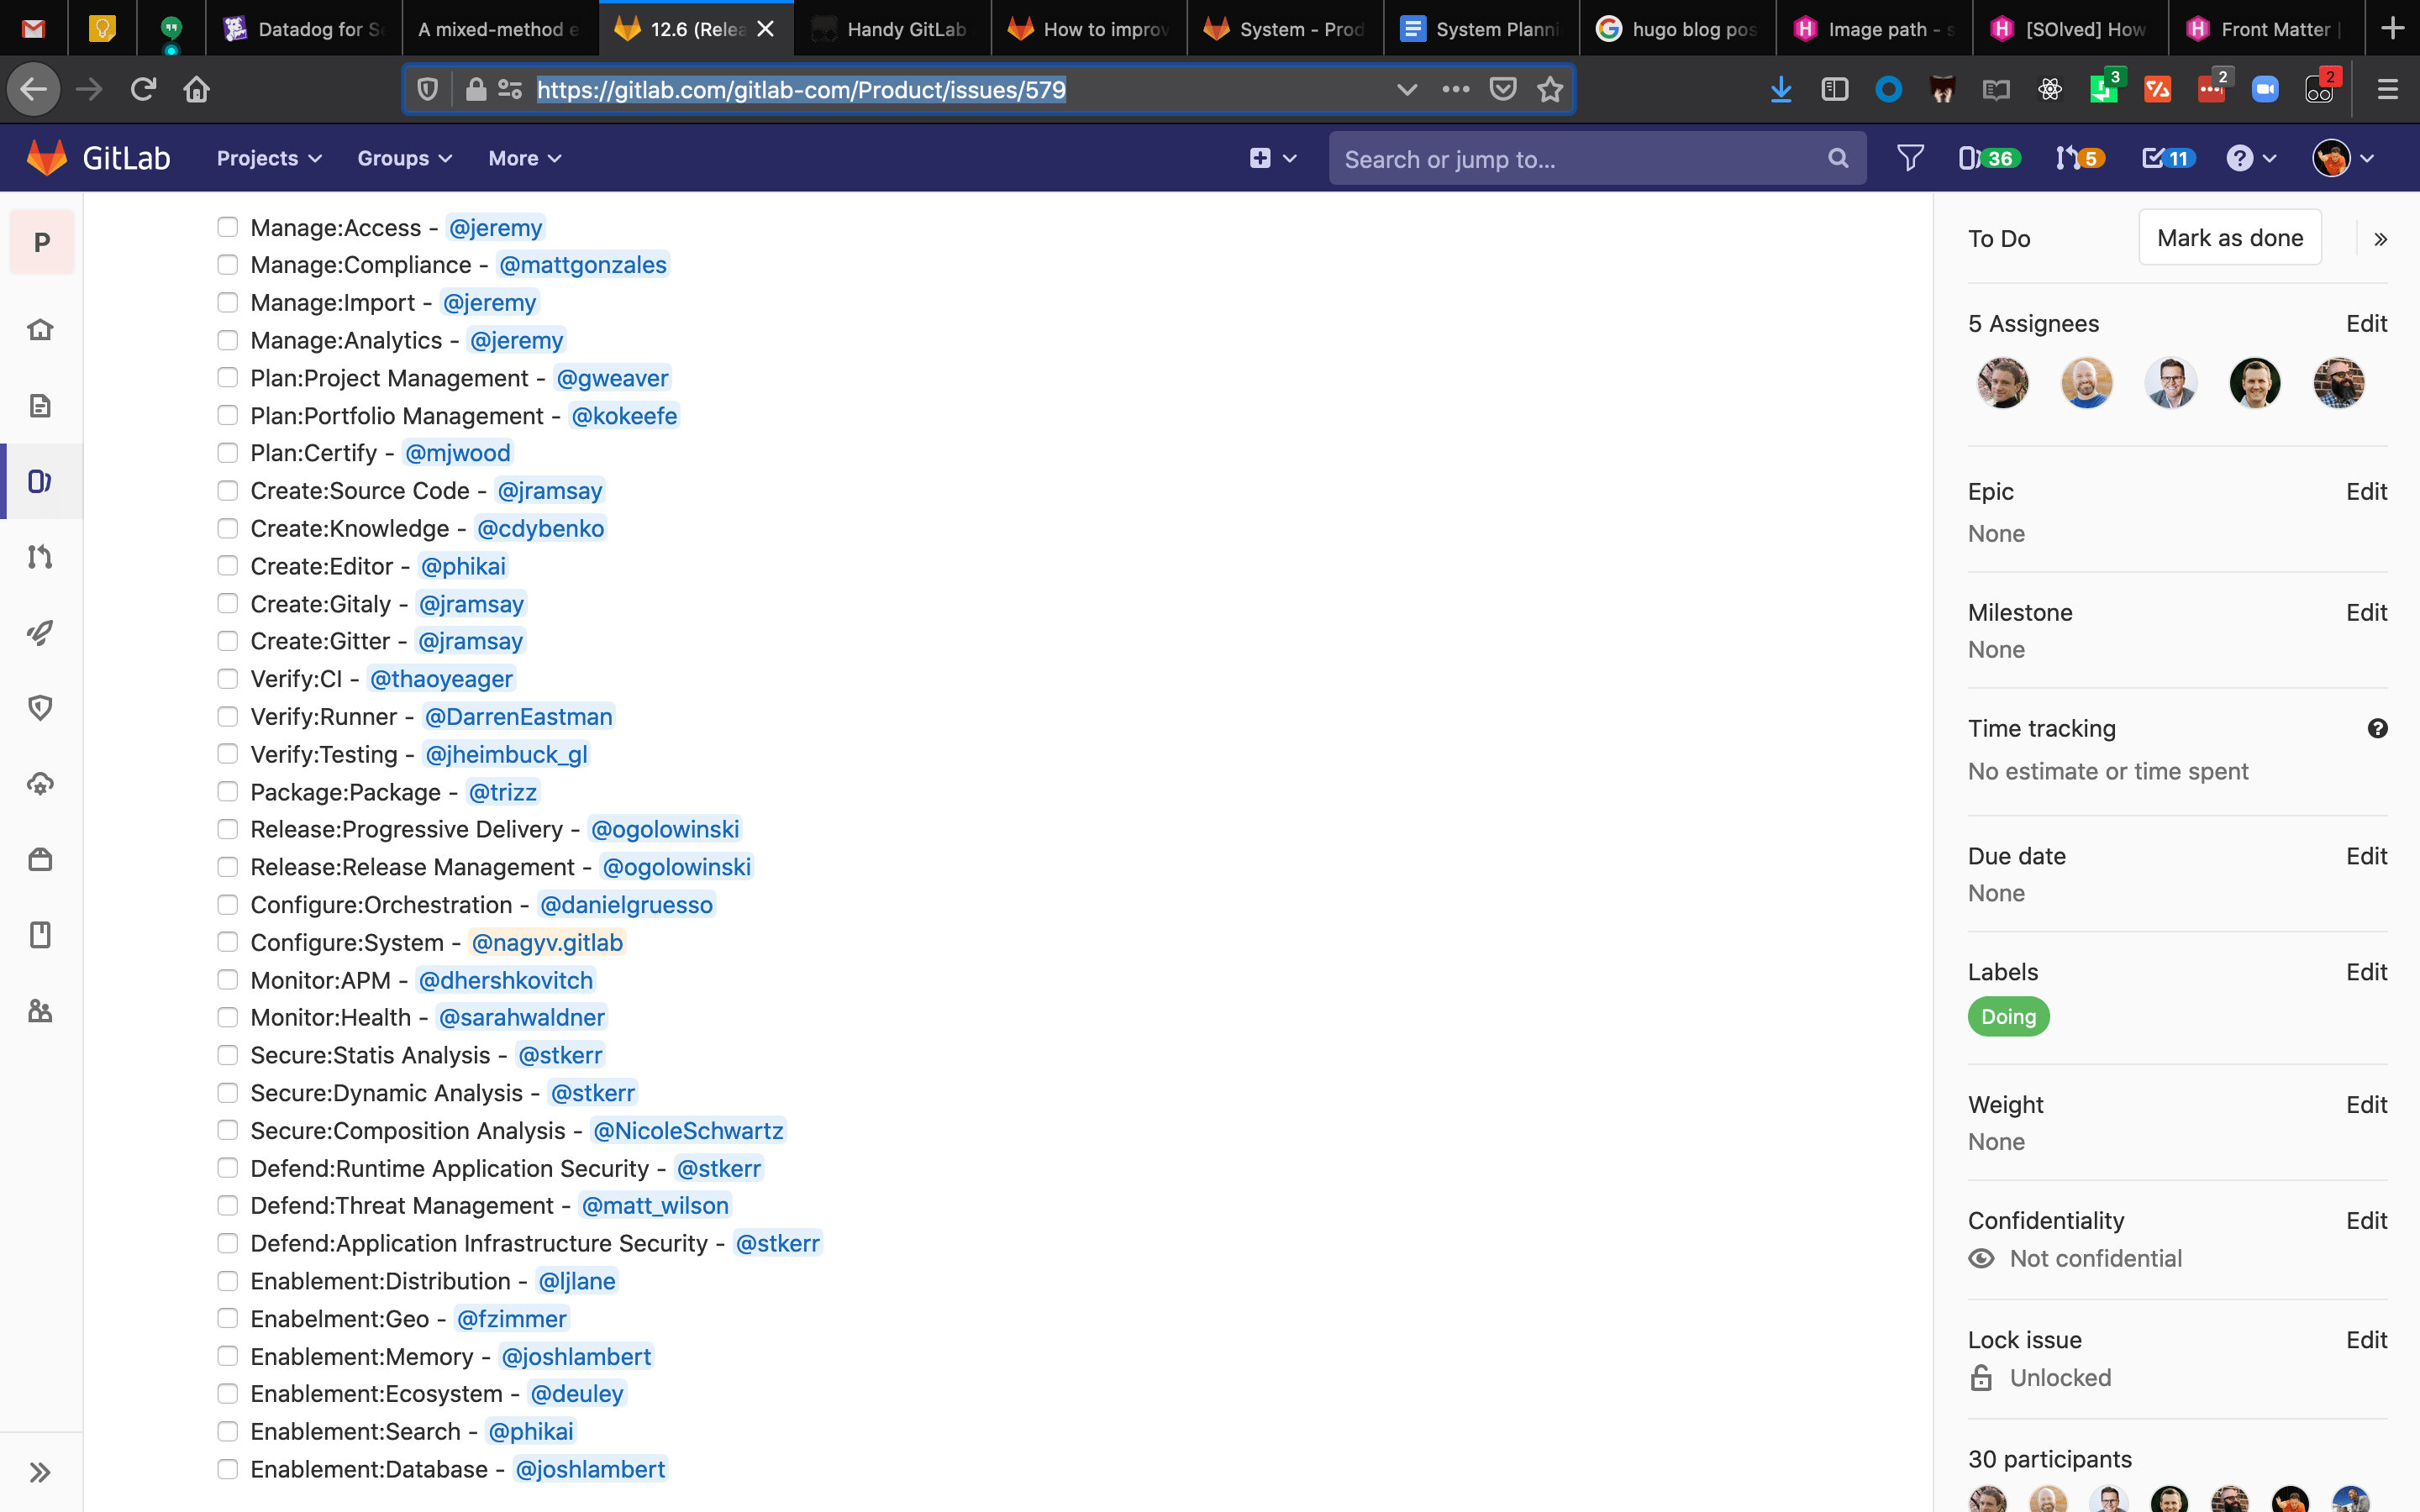 Datadog for S
A mixed-method e
12.6 (Relea
Handy GitLab
How to improv
System - Prod
System Planni
hugo blog pos
Image path - s
[SOlved] How
Front Matter |
https://gitlab.com/gitlab-com/Product/issues/579
3
2
2
GitLab
Projects
Groups
More
Search or jump to...
36
5
11
P
Manage:Access - @jeremy
Manage:Compliance - @mattgonzales
Manage:Import - @jeremy
Manage:Analytics - @jeremy
Plan:Project Management - @gweaver
Plan:Portfolio Management - @kokeefe
Plan:Certify - @mjwood
Create:Source Code - @jramsay
Create:Knowledge - @cdybenko
Create:Editor - @phikai
Create:Gitaly - @jramsay
Create:Gitter - @jramsay
Verify:CI - @thaoyeager
Verify:Runner - @DarrenEastman
Verify:Testing - @jheimbuck_gl
Package:Package - @trizz
Release:Progressive Delivery - @ogolowinski
Release:Release Management - @ogolowinski
Configure:Orchestration - @danielgruesso
Configure:System - @nagyv.gitlab
Monitor:APM - @dhershkovitch
Monitor:Health - @sarahwaldner
Secure:Statis Analysis - @stkerr
Secure:Dynamic Analysis - @stkerr
Secure:Composition Analysis - @NicoleSchwartz
Defend:Runtime Application Security - @stkerr
Defend:Threat Management - @matt_wilson
Defend:Application Infrastructure Security - @stkerr
Enablement:Distribution - @ljlane
Enabelment:Geo - @fzimmer
Enablement:Memory - @joshlambert
Enablement:Ecosystem - @deuley
Enablement:Search - @phikai
Enablement:Database - @joshlambert
To Do
Mark as done
5 Assignees
Edit
Epic
Edit
None
Milestone
Edit
None
Time tracking
No estimate or time spent
Due date
Edit
None
Labels
Edit
Doing
Weight
Edit
None
Confidentiality
Edit
Not confidential
Lock issue
Edit
Unlocked
30 participants